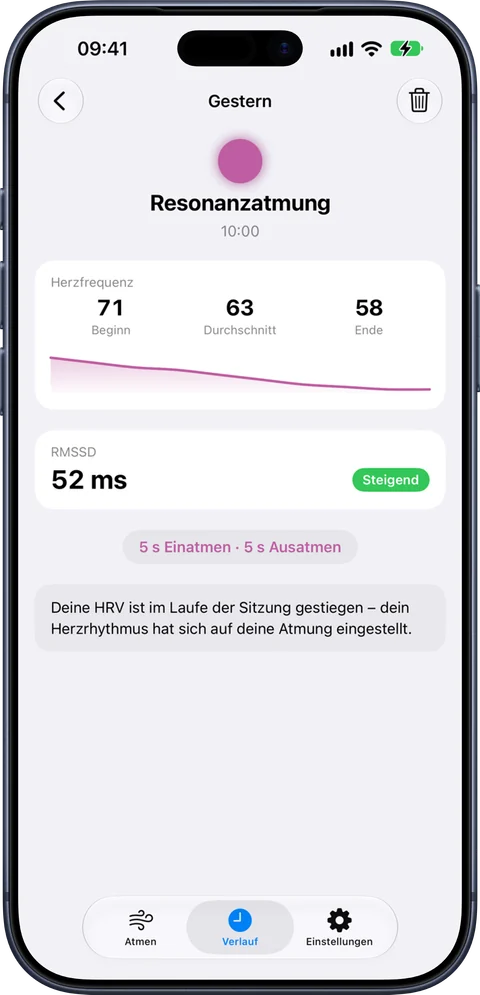 09:41
Gestern
Resonanzatmung
10:00
Herzfrequenz
71 63 58
Beginn Durchschnitt Ende
RMSSD
52 ms Steigend
5 s Einatmen · 5 s Ausatmen
Deine HRV ist im Laufe der Sitzung gestiegen – dein
Herzrhythmus hat sich auf deine Atmung eingestellt.
Atmen Verlauf Einstellungen